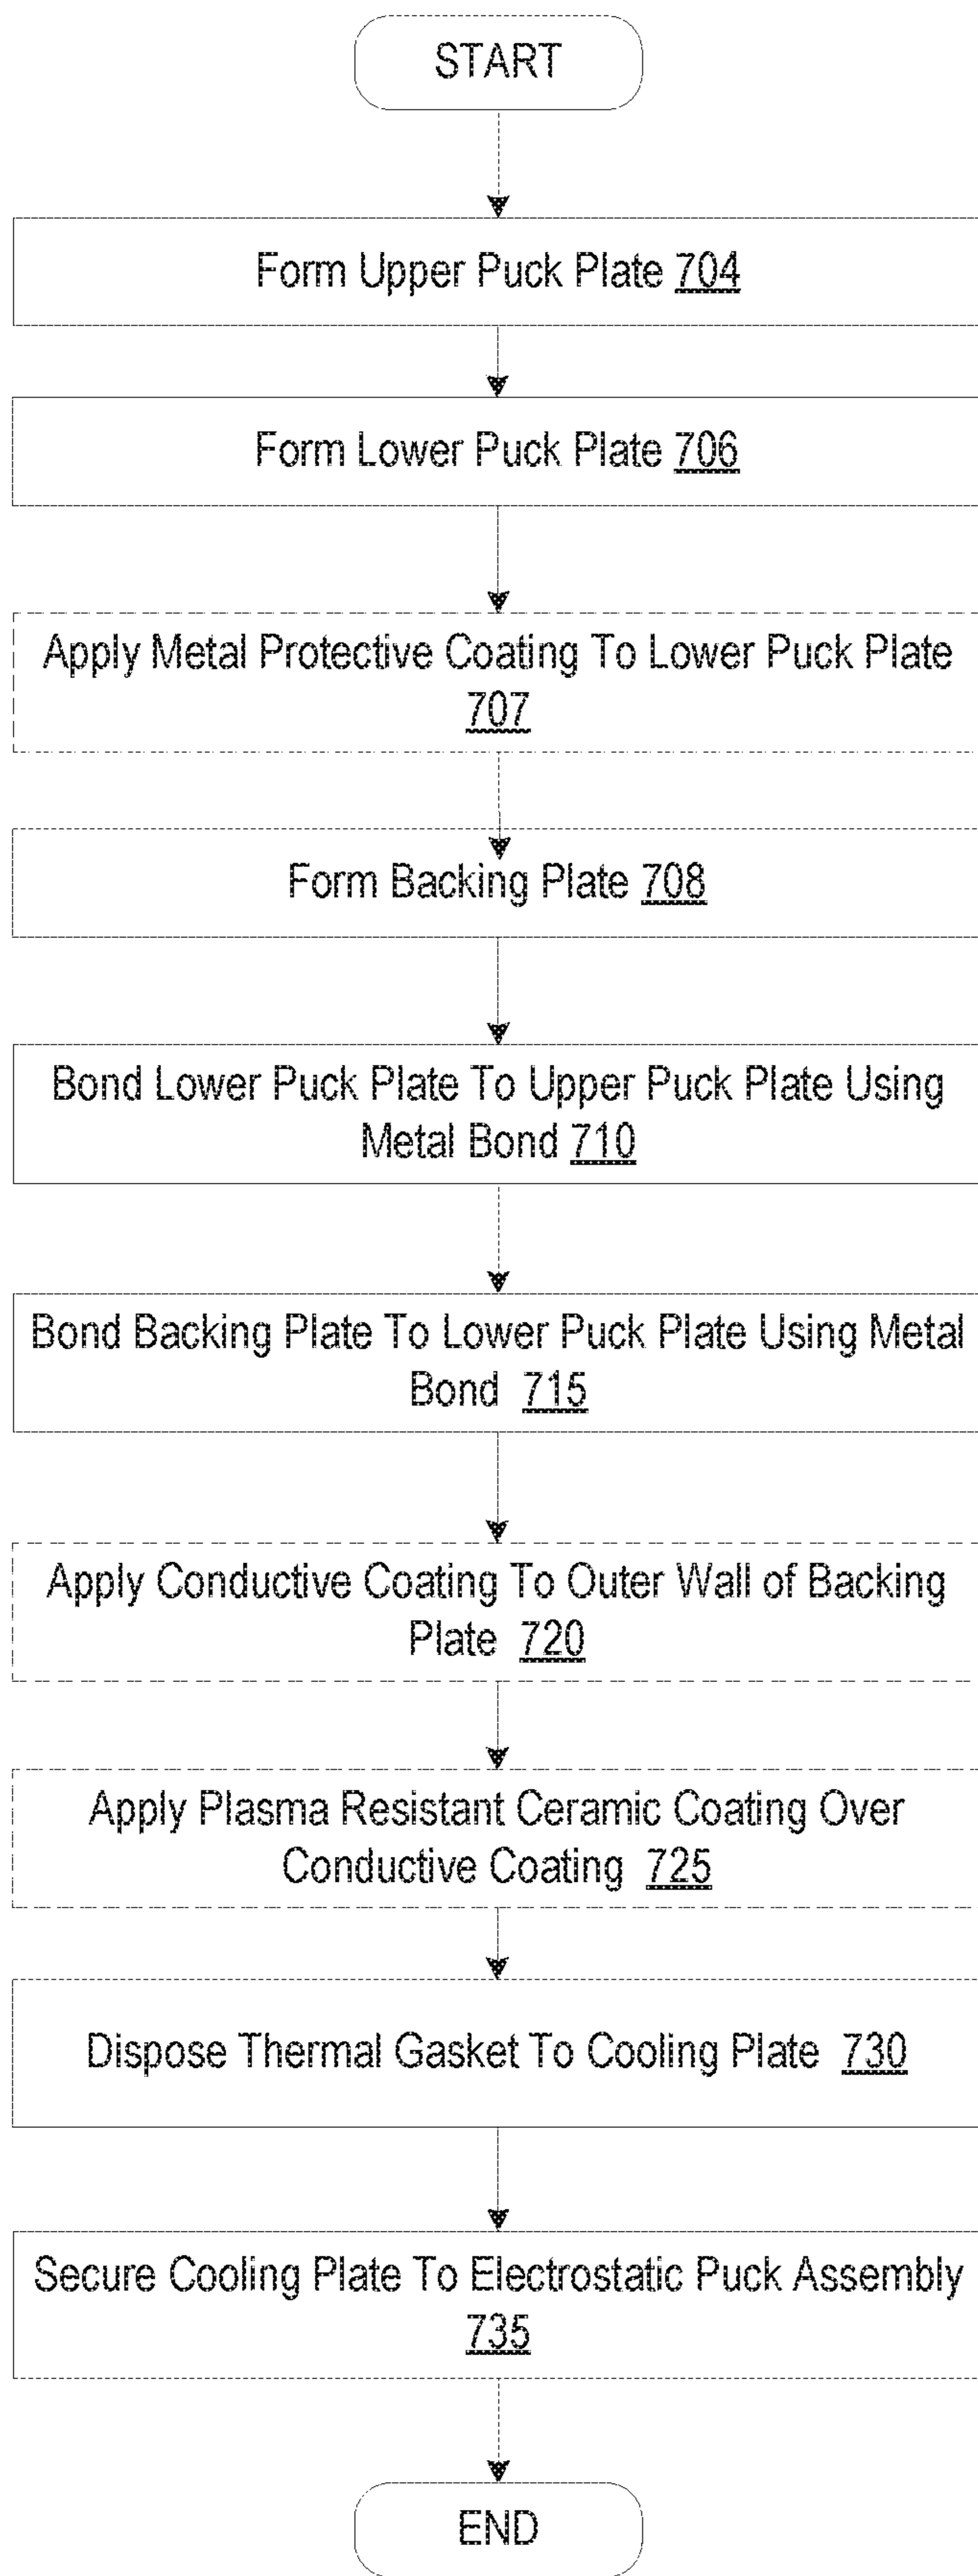 START
Form Upper Puck Plate 704
Form Lower Puck Plate 706
Apply Metal Protective Coating To Lower Puck Plate
707
Form Backing Plate 708
Bond Lower Puck Plate To Upper Puck Plate Using
Metal Bond 710
Bond Backing Plate To Lower Puck Plate Using Metal
Bond 715
Apply Conductive Coating To Outer Wall of Backing
Plate 720
Apply Plasma Resistant Ceramic Coating Over
Conductive Coating 725
Dispose Thermal Gasket To Cooling Plate 730
Secure Cooling Plate To Electrostatic Puck Assembly
735
END